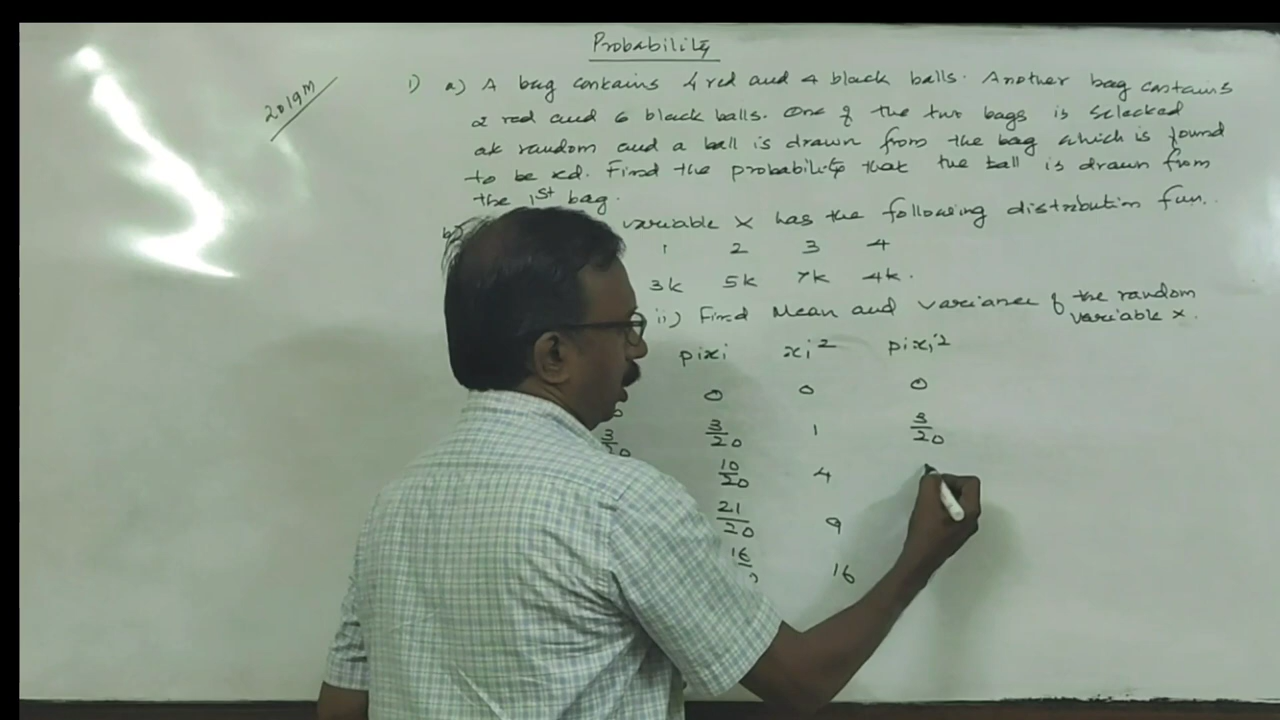 Probability
2019M
1) a) A bag contains 4 red and 4 black balls. Another bag contains
2 red and 6 black balls. One of the two bags is selected
at random and a ball is drawn from the bag which is found
to be red. Find the probability that the ball is drawn from
the 1st bag.
b) variable X has the following distribution fun.
1 2 3 4
3k 5k 7k 4k.
ii) Find Mean and variance of the random
variable x.
pixi xi² pixi²
0 0 0
3/20 3/20 1 3/20
10/20 4
21/20 9
16 16